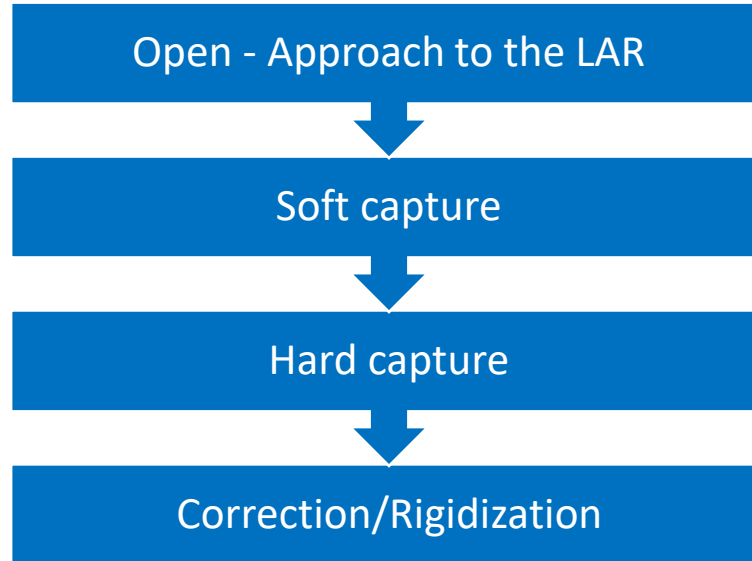 Open - Approach to the LAR
Soft capture
Hard capture
Correction/Rigidization